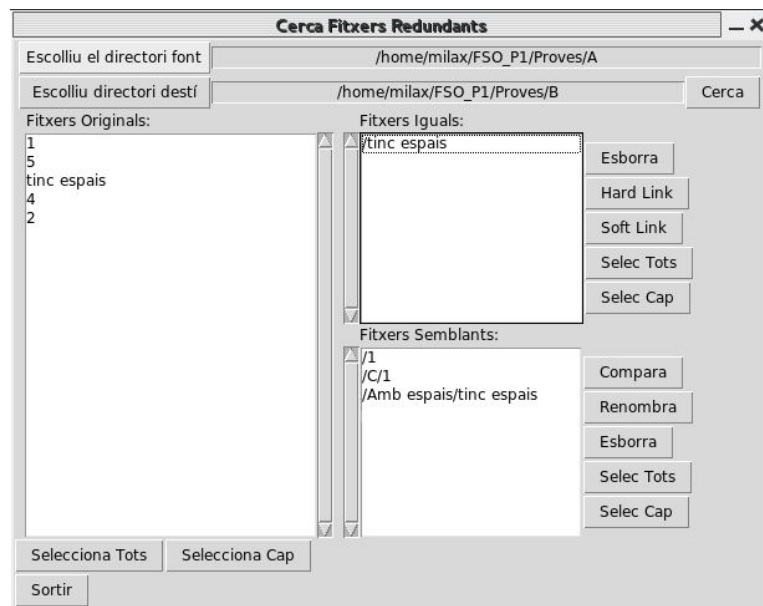 Cerca Fitxers Redundants
Escolliu el directori font /home/milax/FSO_P1/Proves/A
Escolliu directori destí /home/milax/FSO_P1/Proves/B Cerca
Fitxers Originals:
1
5
tinc espais
4
2
Fitxers Iguals:
/tinc espais
Esborra
Hard Link
Soft Link
Selec Tots
Selec Cap
Fitxers Semblants:
/1
/C/1
/Amb espais/tinc espais
Compara
Renombra
Esborra
Selec Tots
Selec Cap
Selecciona Tots Selecciona Cap
Sortir